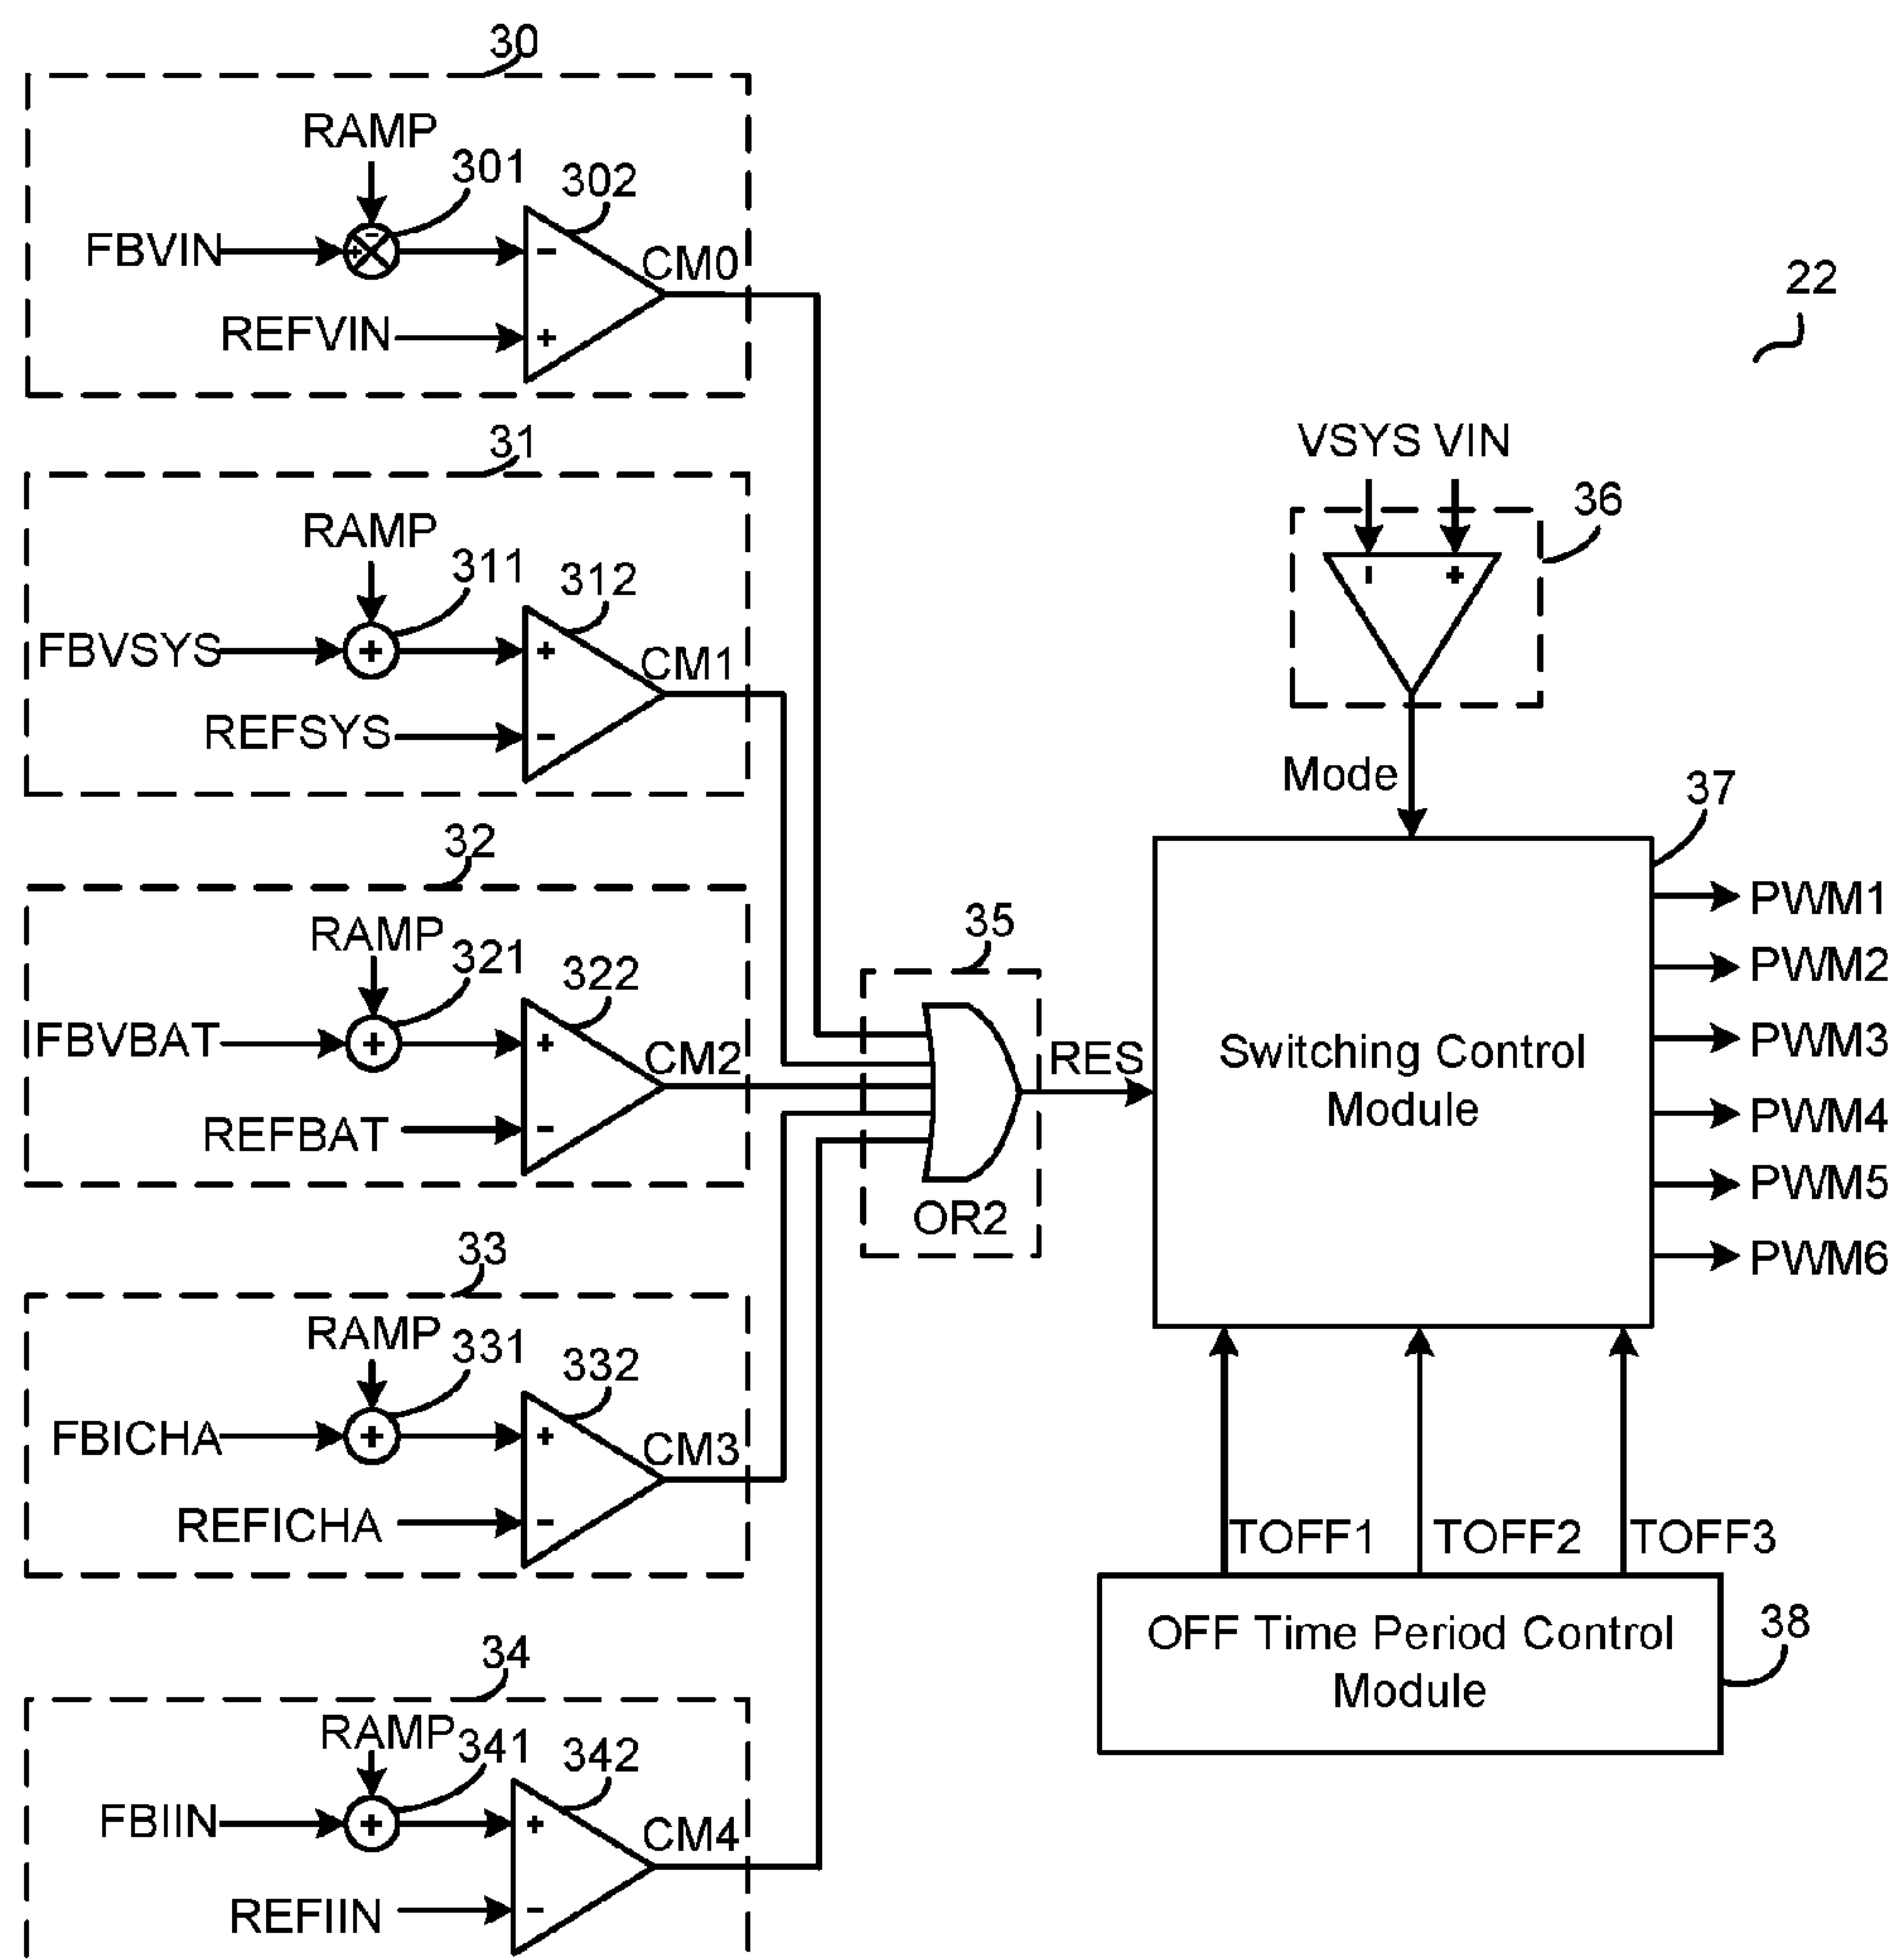 30
RAMP
301
302
FBVIN
+
-
-
CM0
REFVIN
+
22
31
RAMP
311
312
FBVSYS
+
+
CM1
REFSYS
-
VSYS VIN
36
-
+
Mode
37
32
RAMP
321
322
FBVBAT
+
+
CM2
REFBAT
-
35
OR2
RES
Switching Control
Module
PWM1
PWM2
PWM3
PWM4
PWM5
PWM6
33
RAMP
331
332
FBICHA
+
+
CM3
REFICHA
-
TOFF1
TOFF2
TOFF3
OFF Time Period Control
Module
38
34
RAMP
341
342
FBIIN
+
+
CM4
REFIIN
-